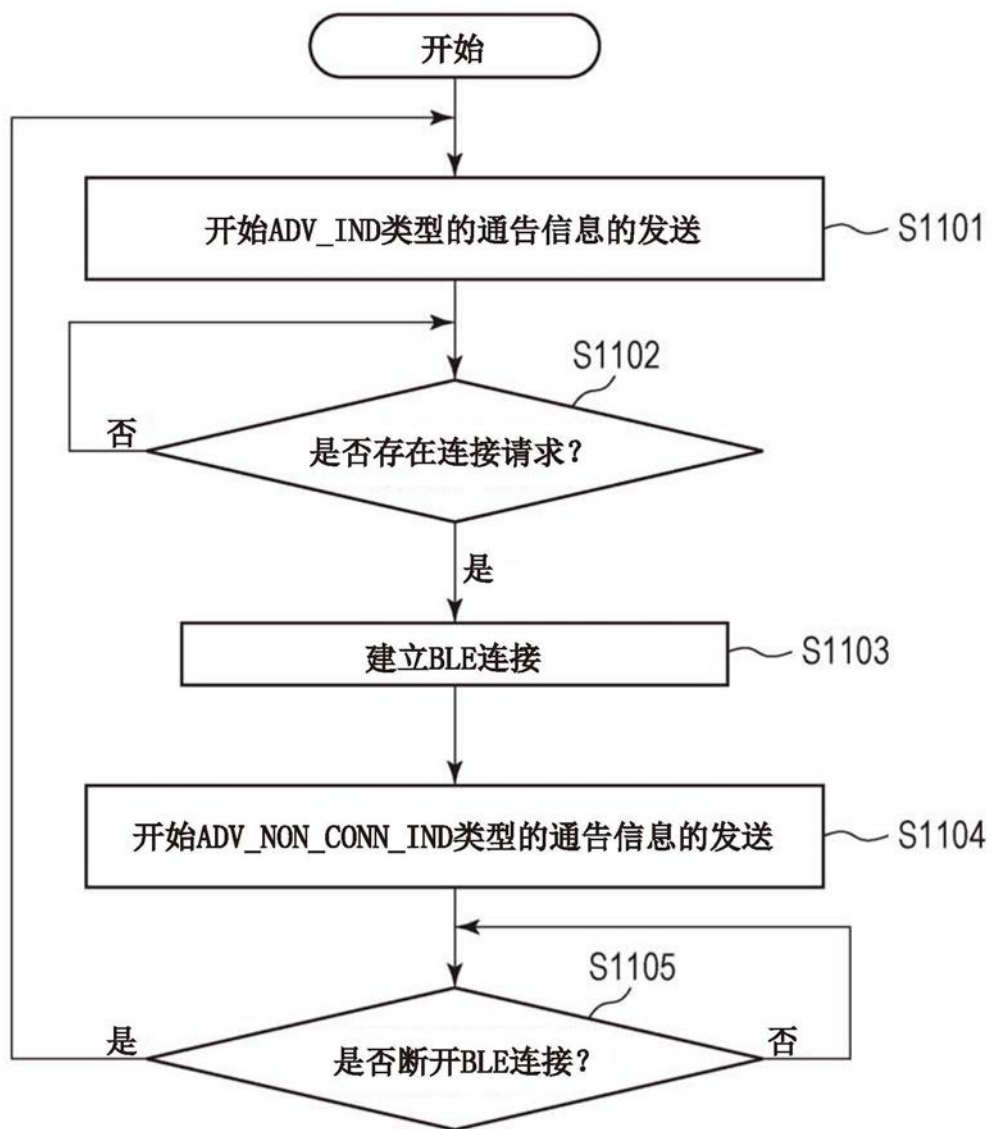 开始
开始ADV_IND类型的通告信息的发送
S1101
S1102
是否存在连接请求?
否
是
建立BLE连接
S1103
开始ADV_NON_CONN_IND类型的通告信息的发送
S1104
S1105
是否断开BLE连接?
是
否